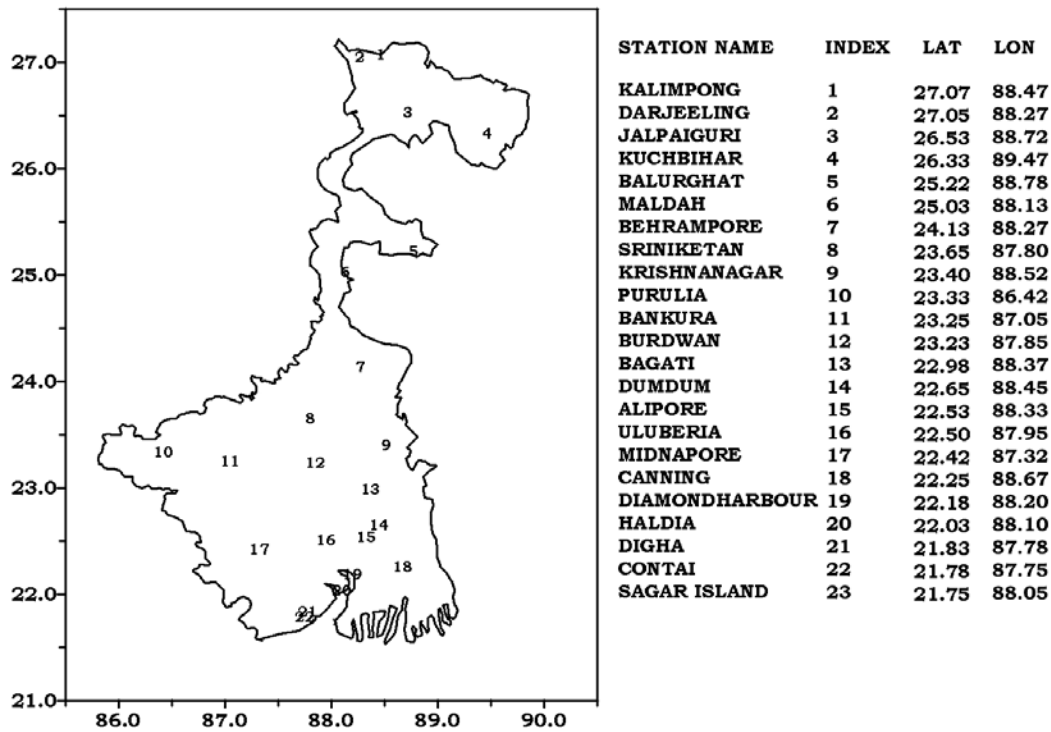 27.0
26.0
25.0
24.0
23.0
22.0
21.0
86.0 87.0 88.0 89.0 90.0
2 1
3
4
5
6
7
8
9
10
11 12
13
14
15
16
17
18
19
20
21
22
STATION NAME INDEX LAT LON
KALIMPONG 1 27.07 88.47
DARJEELING 2 27.05 88.27
JALPAIGURI 3 26.53 88.72
KUCHBIHAR 4 26.33 89.47
BALURGHAT 5 25.22 88.78
MALDAH 6 25.03 88.13
BEHRAMPORE 7 24.13 88.27
SRINIKETAN 8 23.65 87.80
KRISHNANAGAR 9 23.40 88.52
PURULIA 10 23.33 86.42
BANKURA 11 23.25 87.05
BURDWAN 12 23.23 87.85
BAGATI 13 22.98 88.37
DUMDUM 14 22.65 88.45
ALIPORE 15 22.53 88.33
ULUBERIA 16 22.50 87.95
MIDNAPORE 17 22.42 87.32
CANNING 18 22.25 88.67
DIAMONDHARBOUR 19 22.18 88.20
HALDIA 20 22.03 88.10
DIGHA 21 21.83 87.78
CONTAI 22 21.78 87.75
SAGAR ISLAND 23 21.75 88.05